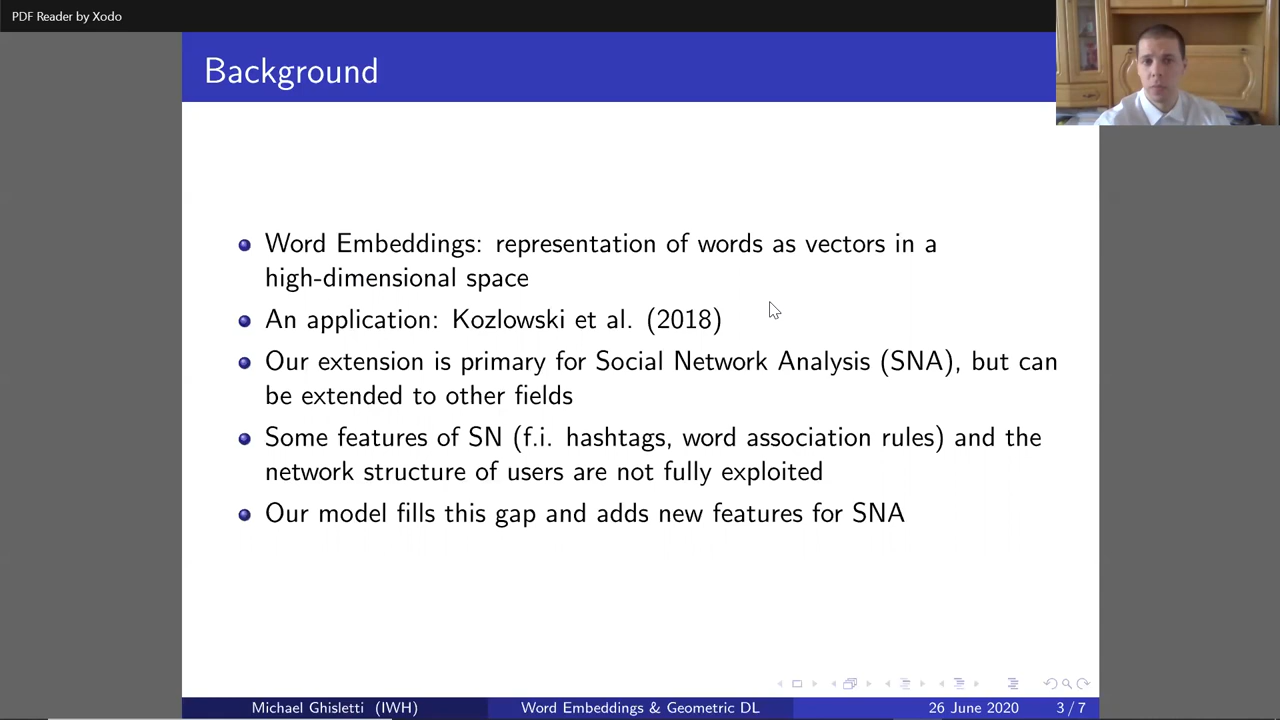 PDF Reader by Xodo
Background
Word Embeddings: representation of words as vectors in a
high-dimensional space
An application: Kozlowski et al. (2018)
Our extension is primary for Social Network Analysis (SNA), but can
be extended to other fields
Some features of SN (f.i. hashtags, word association rules) and the
network structure of users are not fully exploited
Our model fills this gap and adds new features for SNA
Michael Ghisletti (IWH) Word Embeddings & Geometric DL 26 June 2020 3 / 7